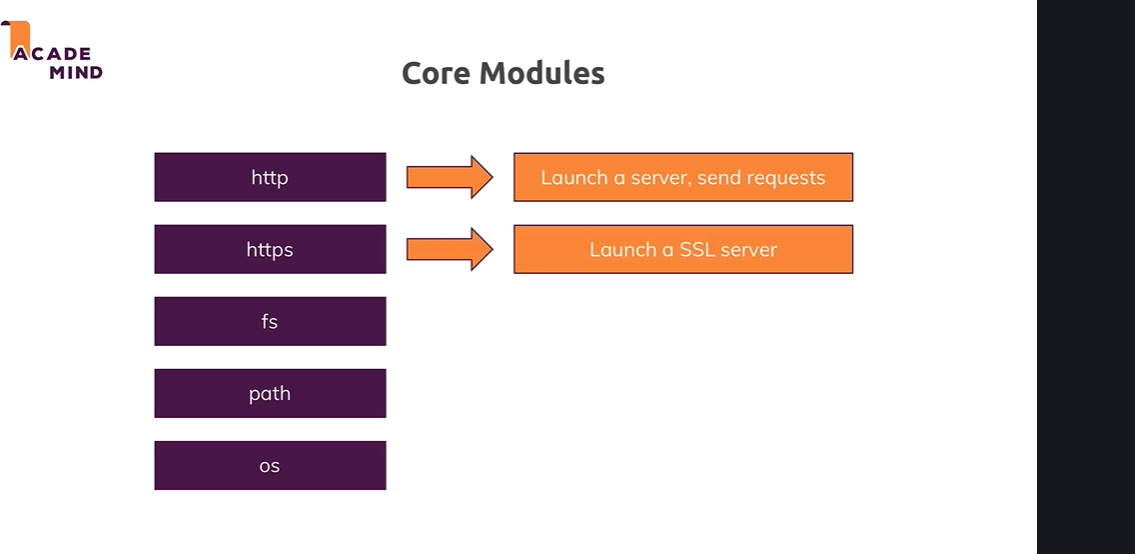 ACADE
MIND
Core Modules
http
Launch a server, send requests
https
Launch a SSL server
fs
path
os